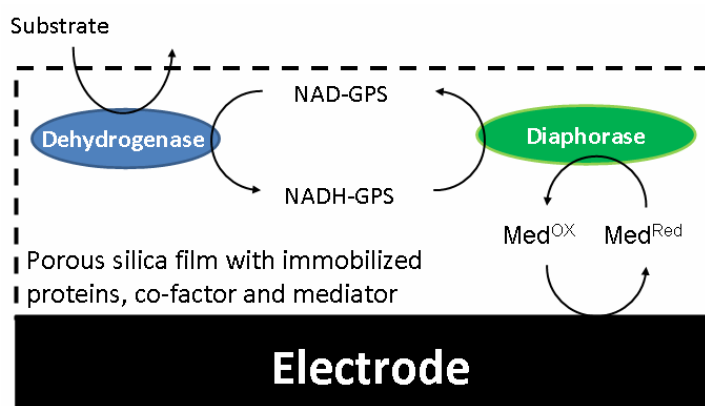 Substrate
NAD-GPS
Dehydrogenase
Diaphorase
NADH-GPS
Med^OX Med^Red
Porous silica film with immobilized
proteins, co-factor and mediator
Electrode